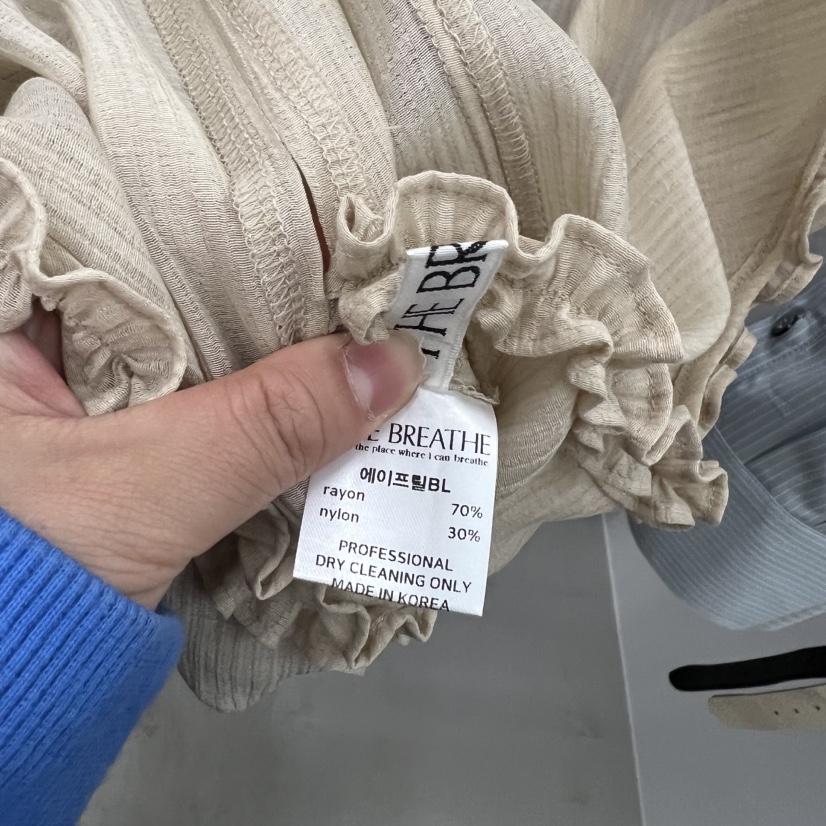 THE BR
E BREATHE
the place where i can breathe
에이프릴BL
rayon 70%
nylon 30%
PROFESSIONAL
DRY CLEANING ONLY
MADE IN KOREA